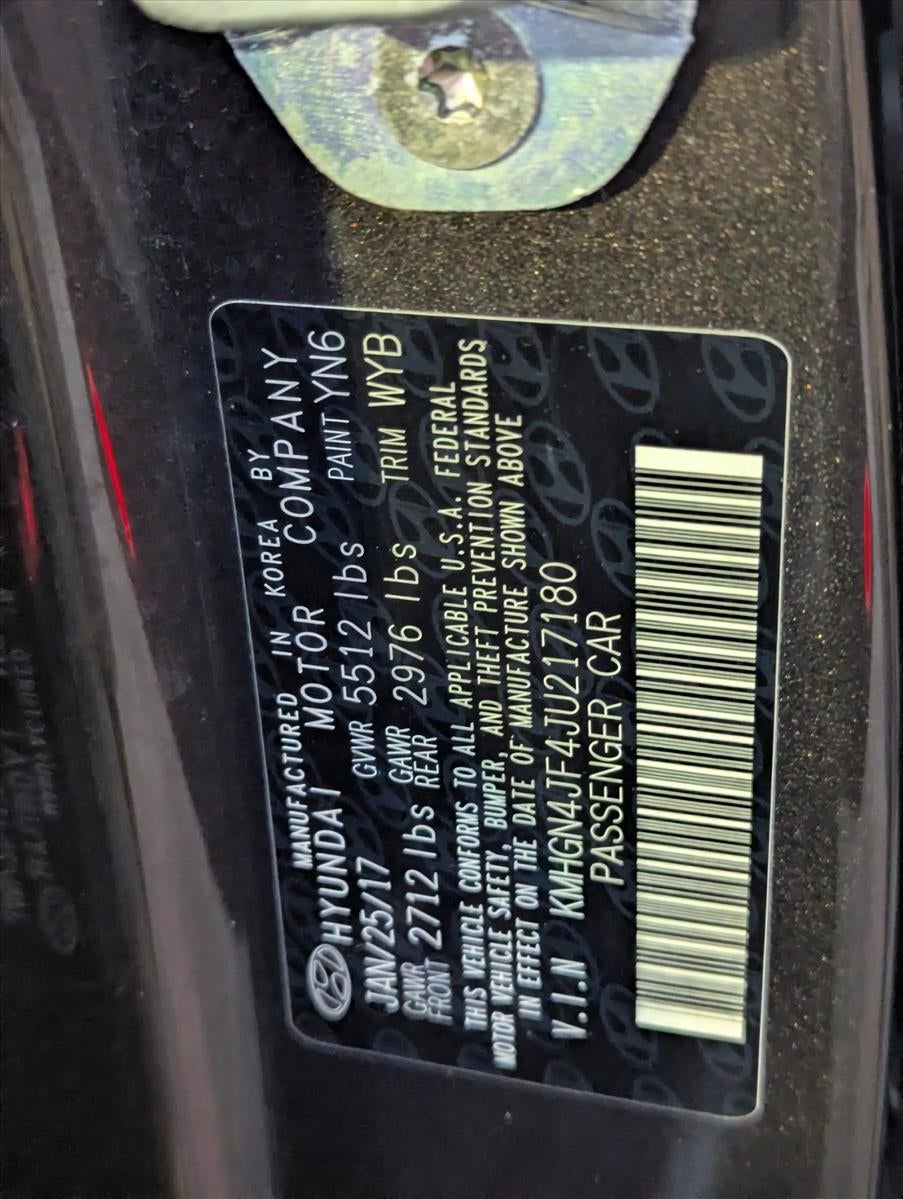 MANUFACTURED IN KOREA BY
HYUNDAI MOTOR COMPANY
JAN/25/17 GVWR 5512 lbs PAINT YN6
GAWR FRONT 2712 lbs GAWR REAR 2976 lbs TRIM WYB
THIS VEHICLE CONFORMS TO ALL APPLICABLE U.S.A. FEDERAL
MOTOR VEHICLE SAFETY, BUMPER, AND THEFT PREVENTION STANDARDS
IN EFFECT ON THE DATE OF MANUFACTURE SHOWN ABOVE
V.I.N KMHGN4JF4JU217180
PASSENGER CAR